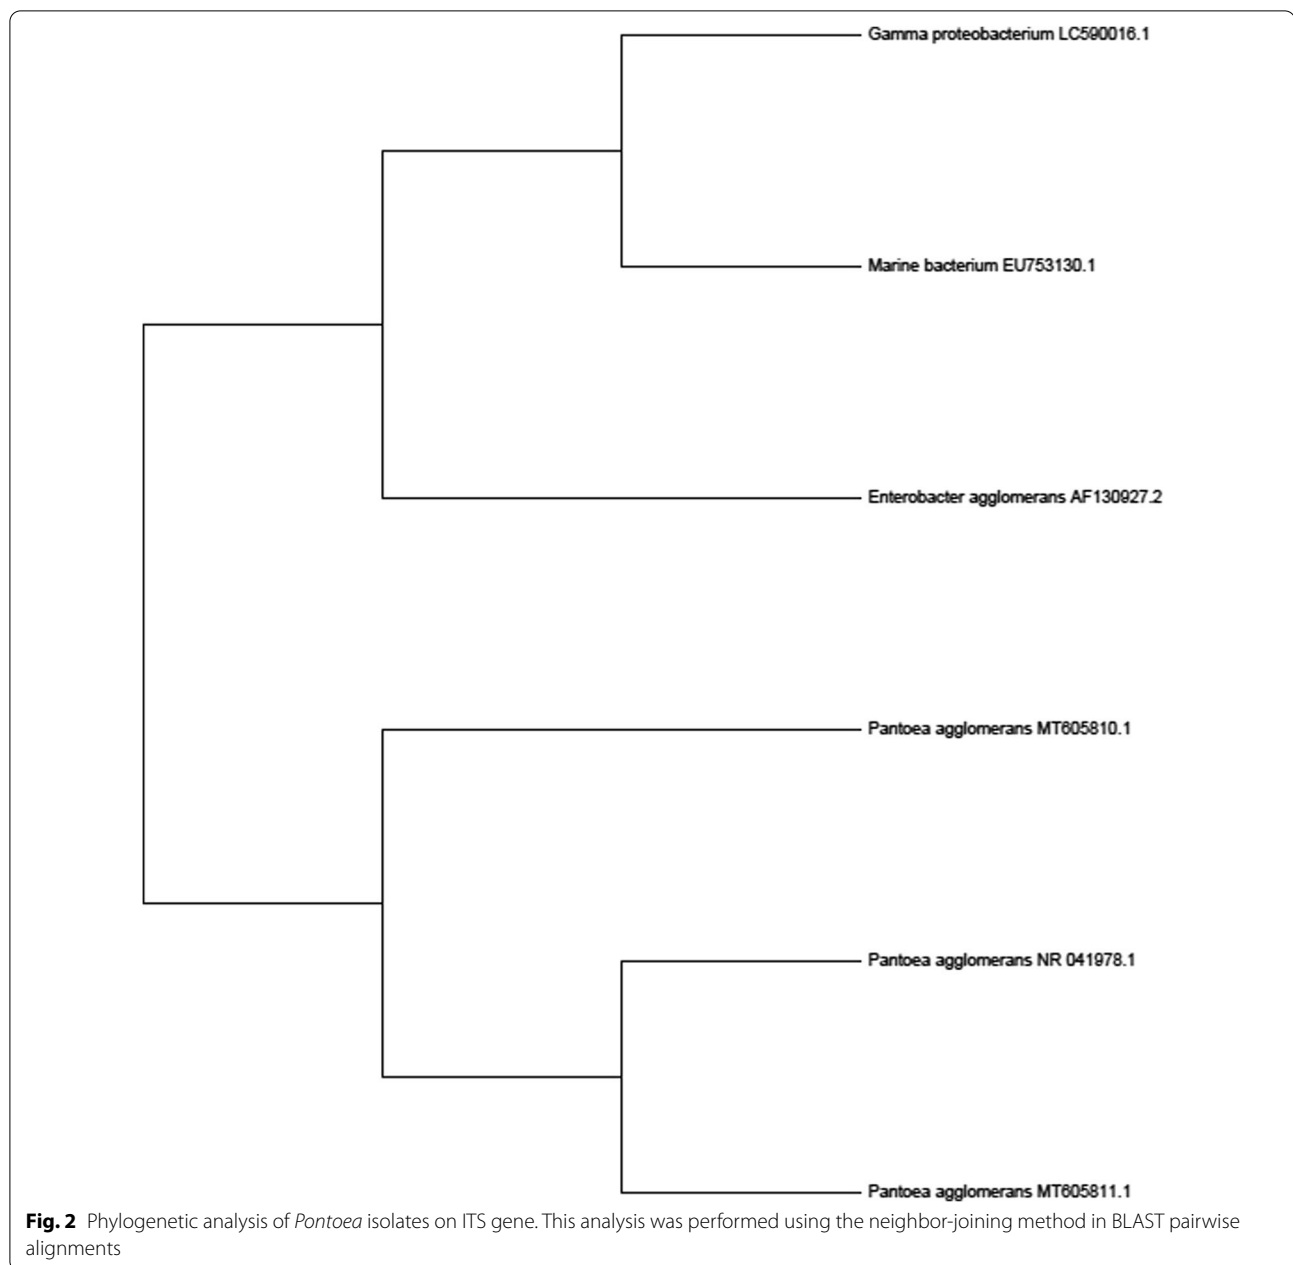 Gamma proteobacterium LC590016.1
Marine bacterium EU753130.1
Enterobacter agglomerans AF130927.2
Pantoea agglomerans MT605810.1
Pantoea agglomerans NR 041978.1
Pantoea agglomerans MT605811.1
Fig. 2 Phylogenetic analysis of Pontoea isolates on ITS gene. This analysis was performed using the neighbor-joining method in BLAST pairwise
alignments